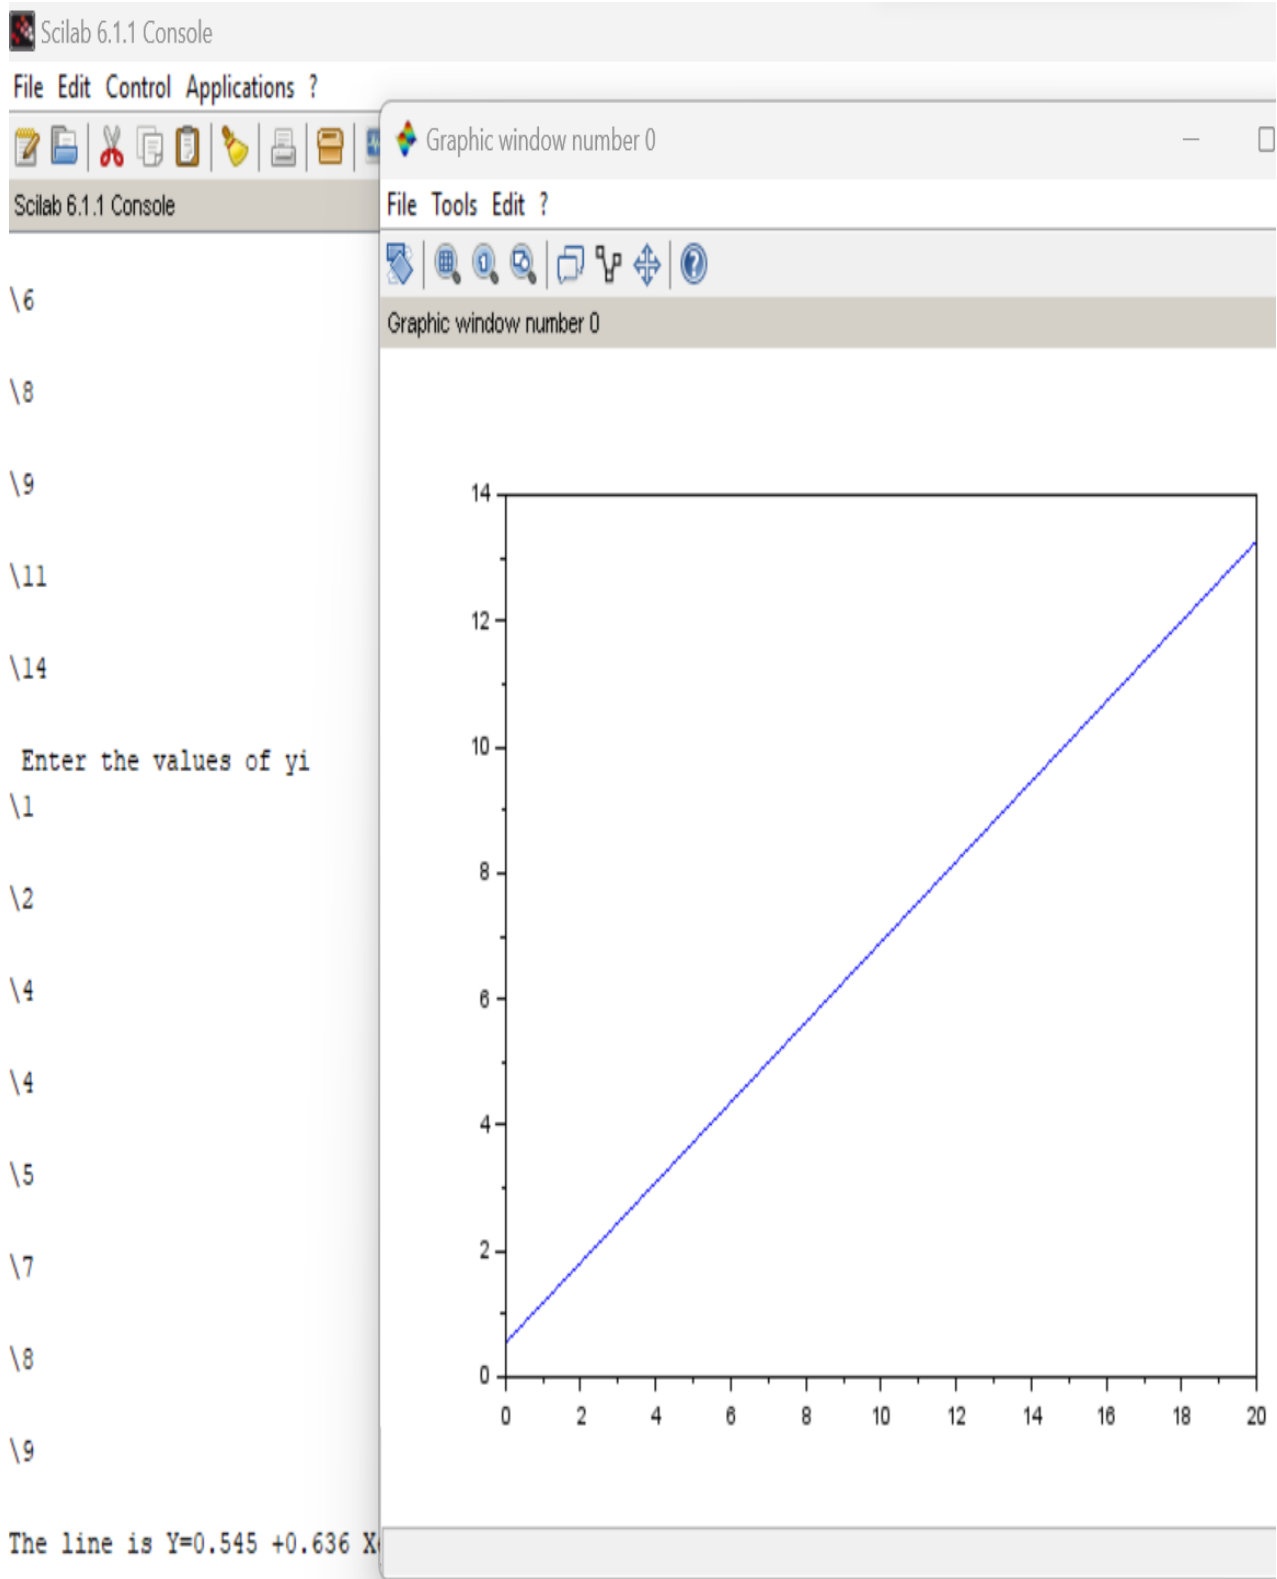 Scilab 6.1.1 Console
File Edit Control Applications ?
Scilab 6.1.1 Console
\6
\8
\9
\11
\14
Enter the values of yi
\1
\2
\4
\4
\5
\7
\8
\9
The line is Y=0.545 +0.636 X
Graphic window number 0
File Tools Edit ?
Graphic window number 0
14
12
10
8
6
4
2
0
0 2 4 6 8 10 12 14 16 18 20